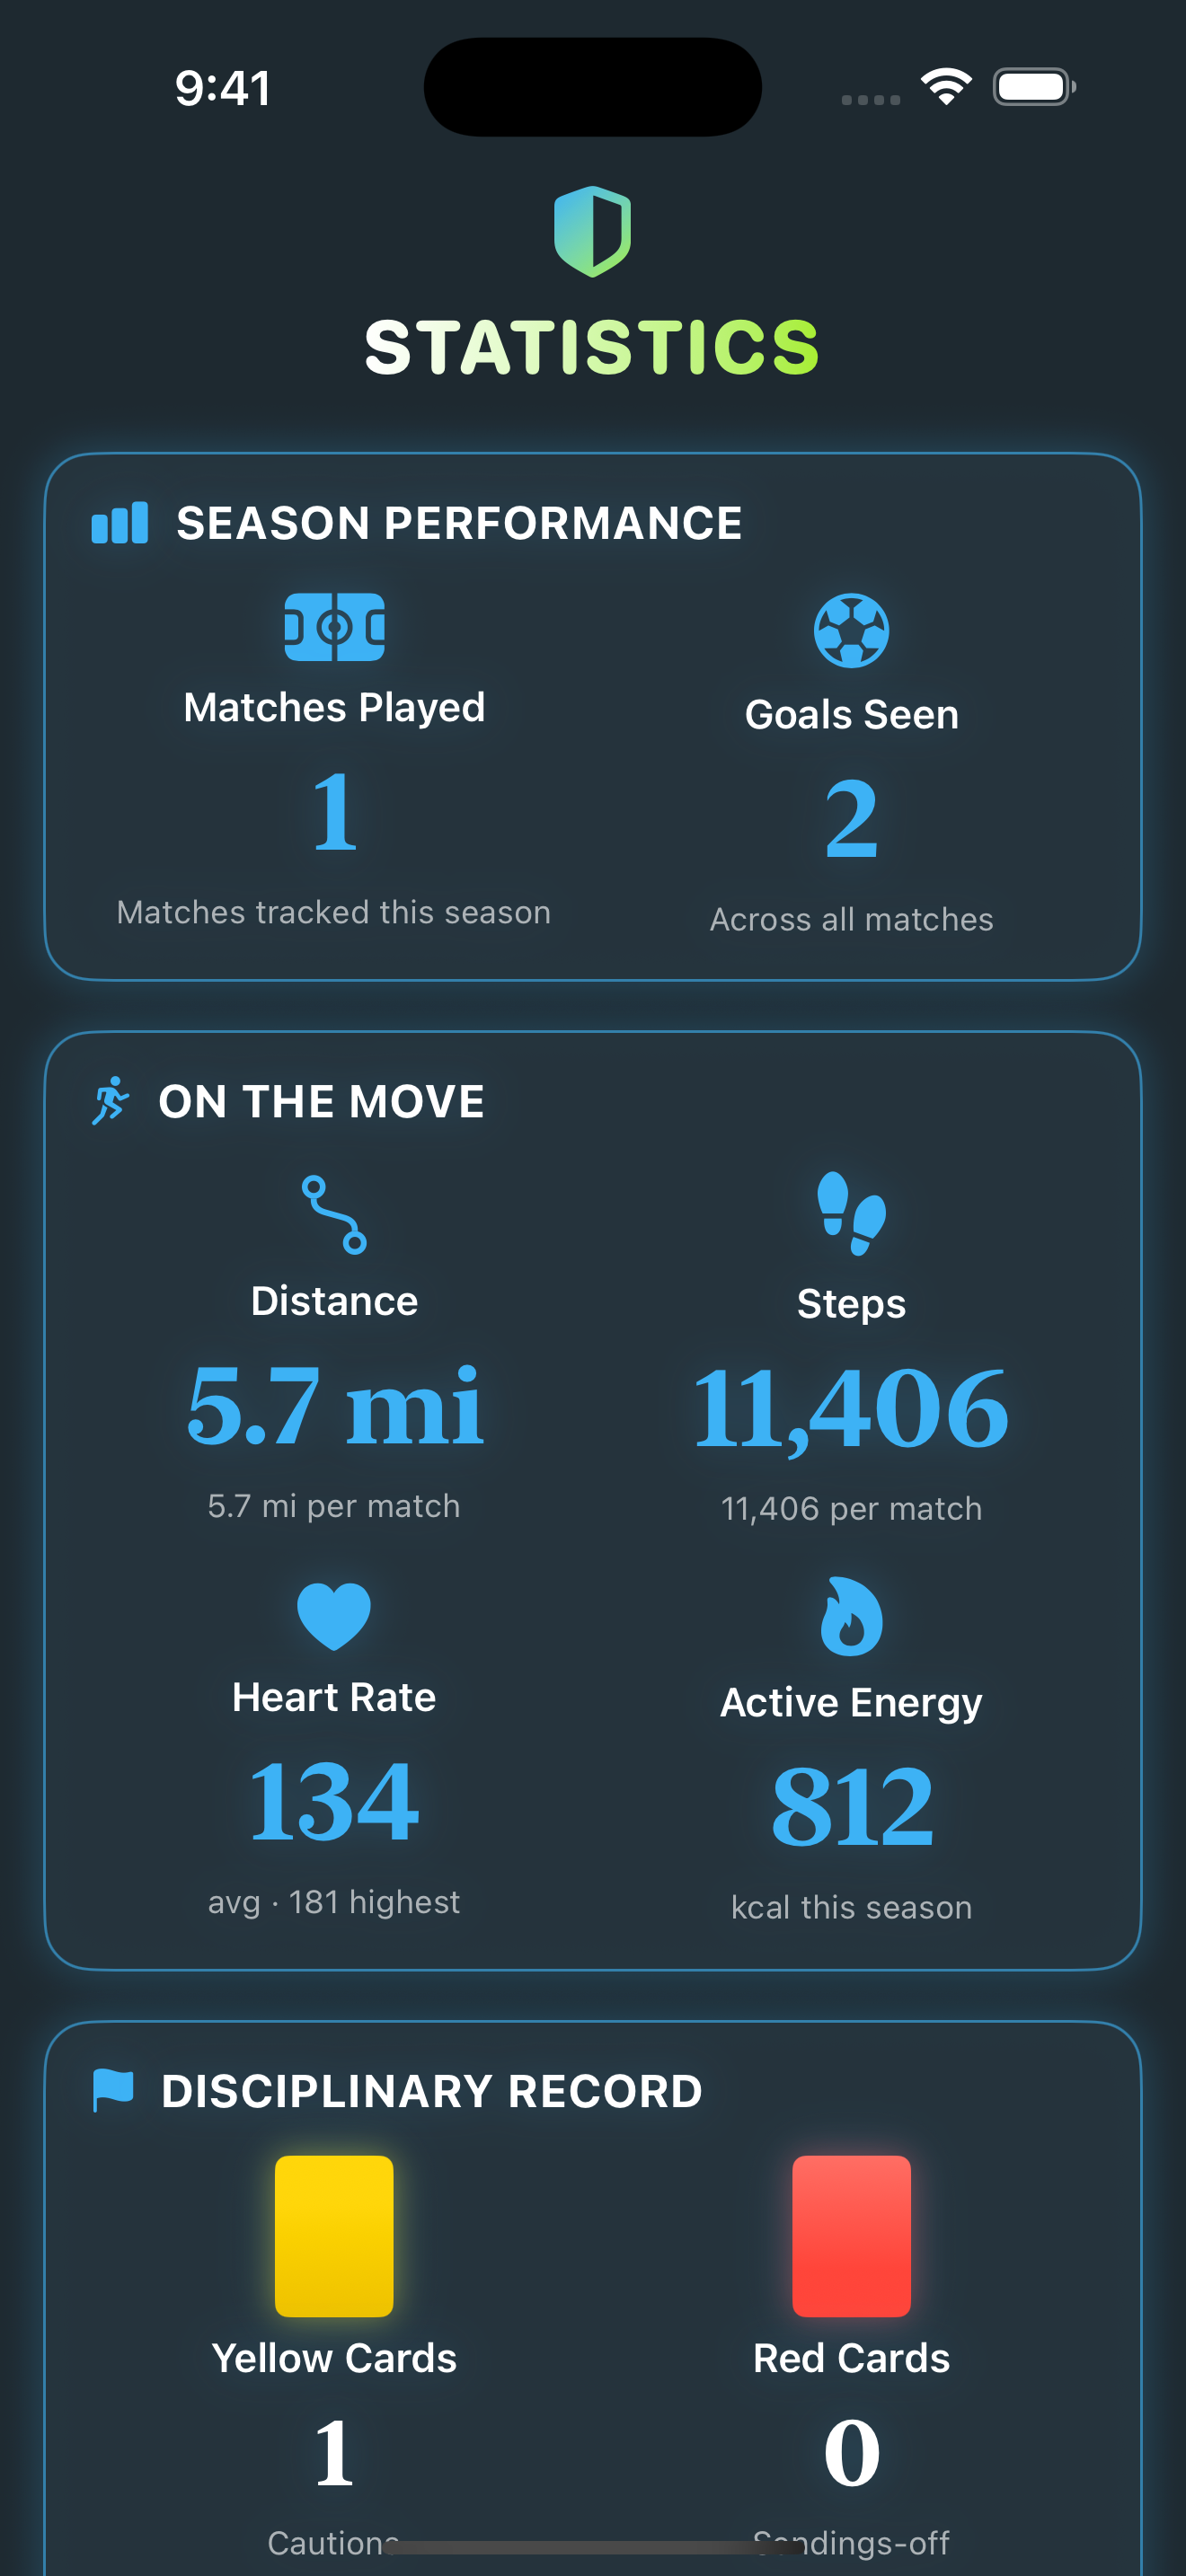 9:41
STATISTICS
SEASON PERFORMANCE
Matches Played
1
Matches tracked this season
Goals Seen
2
Across all matches
ON THE MOVE
Distance
5.7 mi
5.7 mi per match
Steps
11,406
11,406 per match
Heart Rate
134
avg · 181 highest
Active Energy
812
kcal this season
DISCIPLINARY RECORD
Yellow Cards
1
Cautions
Red Cards
0
Sendings-off